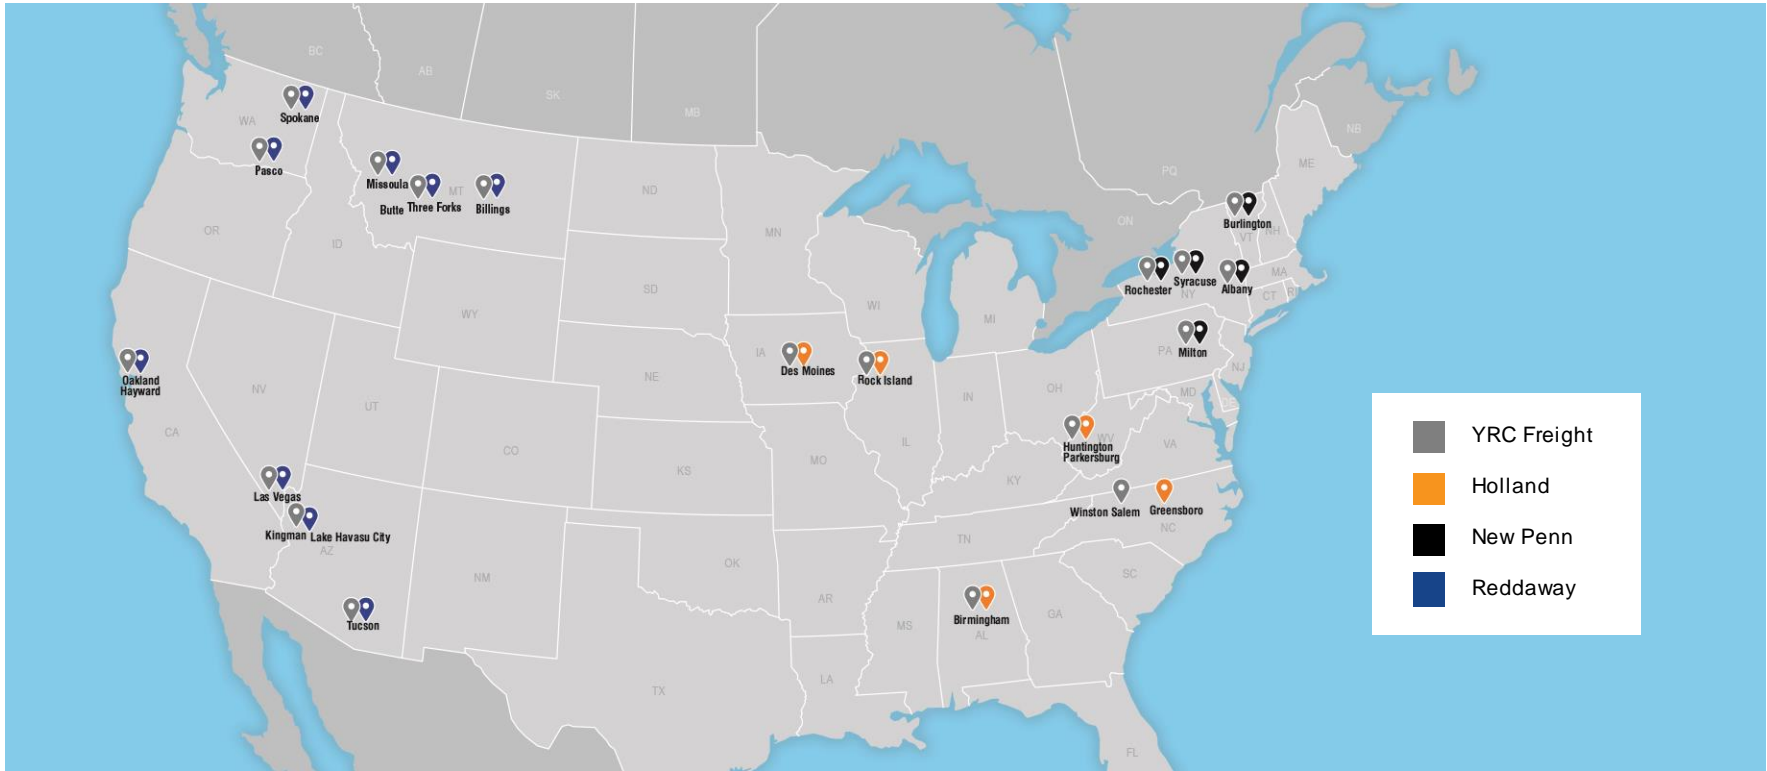 BC
AB
SK
MB
PQ
ON
NB
ME
WA
Spokane
Pasco
Missoula
MT
Butte
Three Forks
Billings
ND
MN
OR
ID
SD
WY
WI
MI
Burlington
VT
NH
Rochester
Syracuse
Albany
NY
MA
CT
RI
PA
Milton
NJ
MD
DE
Oakland
Hayward
NV
UT
CA
CO
NE
IA
Des Moines
Rock Island
IL
IN
OH
Huntington
Parkersburg
WV
VA
KS
MO
KY
Las Vegas
Kingman
Lake Havasu City
AZ
NM
OK
AR
TN
Winston Salem
Greensboro
NC
SC
Tucson
TX
LA
MS
Birmingham
AL
GA
FL
YRC Freight
Holland
New Penn
Reddaway